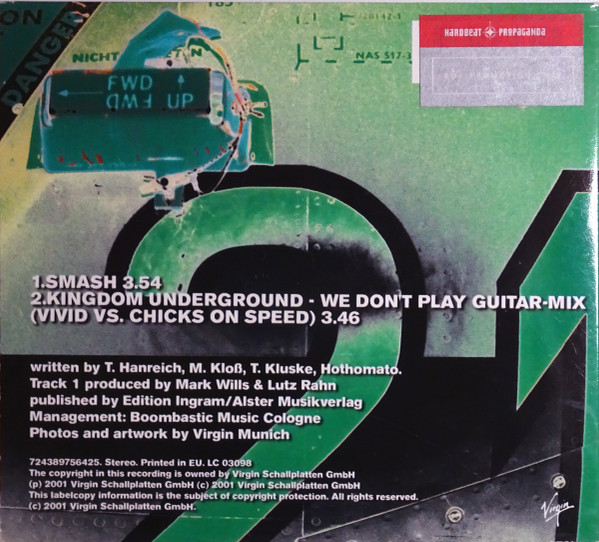 ON
DANGER
185
NICHT
28142-1
NAS 517-3
HARDBEAT PROPAGANDA
FWD
FWD UP
1.SMASH 3.54
2.KINGDOM UNDERGROUND - WE DON'T PLAY GUITAR-MIX
(VIVID VS. CHICKS ON SPEED) 3.46
written by T. Hanreich, M. Kloß, T. Kluske, Hothomato.
Track 1 produced by Mark Wills & Lutz Rahn
published by Edition Ingram/Alster Musikverlag
Management: Boombastic Music Cologne
Photos and artwork by Virgin Munich
724389756425. Stereo. Printed in EU. LC 03098
The copyright in this recording is owned by Virgin Schallplatten GmbH
(p) 2001 Virgin Schallplatten GmbH (c) 2001 Virgin Schallplatten GmbH
This labelcopy information is the subject of copyright protection. All rights reserved.
(c) 2001 Virgin Schallplatten GmbH.
Virgin
21